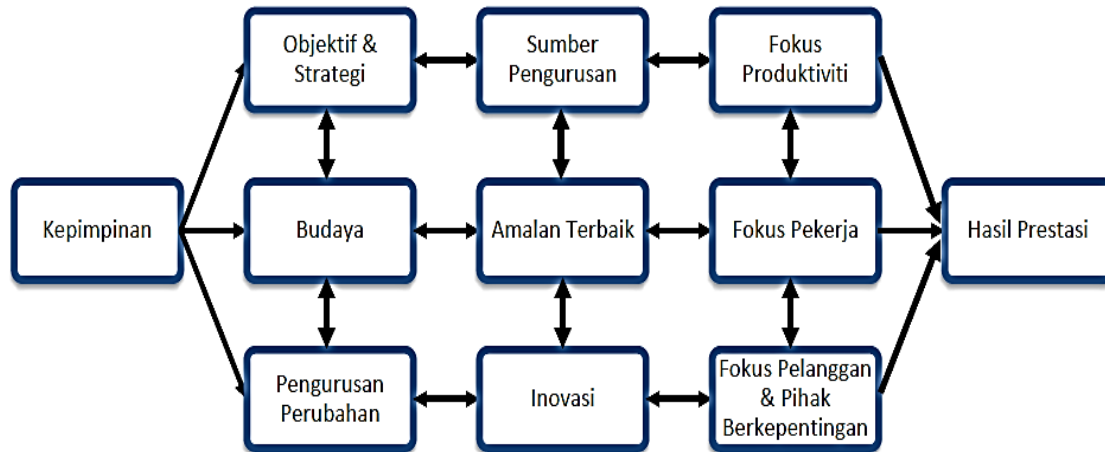 Objektif &
Strategi
Sumber
Pengurusan
Fokus
Produktiviti
Kepimpinan
Budaya
Amalan Terbaik
Fokus Pekerja
Hasil Prestasi
Pengurusan
Perubahan
Inovasi
Fokus Pelanggan
& Pihak
Berkepentingan